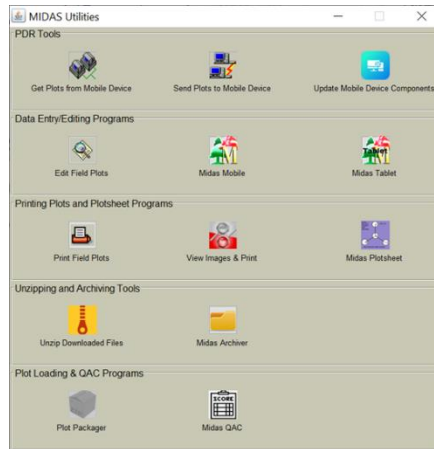 MIDAS Utilities
PDR Tools
Get Plots from Mobile Device
Send Plots to Mobile Device
Update Mobile Device Components
Data Entry/Editing Programs
Tablet
Edit Field Plots
Midas Mobile
Midas Tablet
Printing Plots and Plotsheet Programs
Print Field Plots
View Images & Print
Midas Plotsheet
Unzipping and Archiving Tools
Unzip Downloaded Files
Midas Archiver
Plot Loading & QAC Programs
SCORE
Plot Packager
Midas QAC